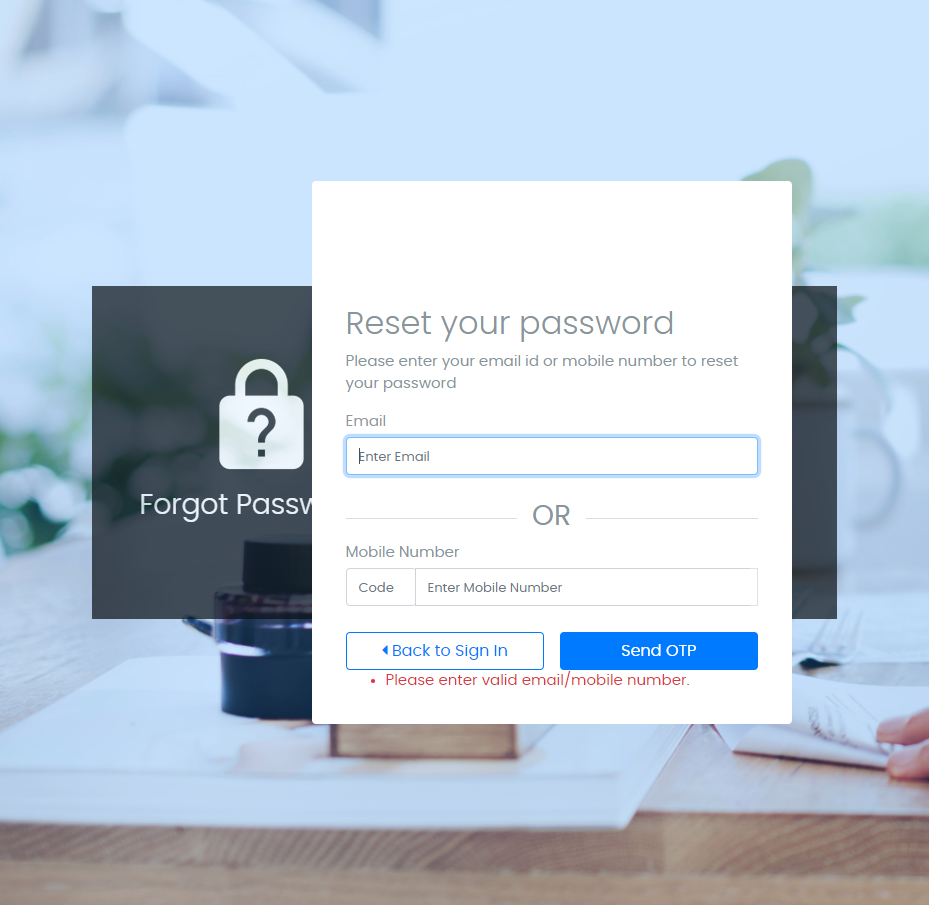 Reset your password
Please enter your email id or mobile number to reset
your password
Email
Enter Email
Forgot Passw
OR
Mobile Number
Code
Enter Mobile Number
Back to Sign In
Send OTP
Please enter valid email/mobile number.